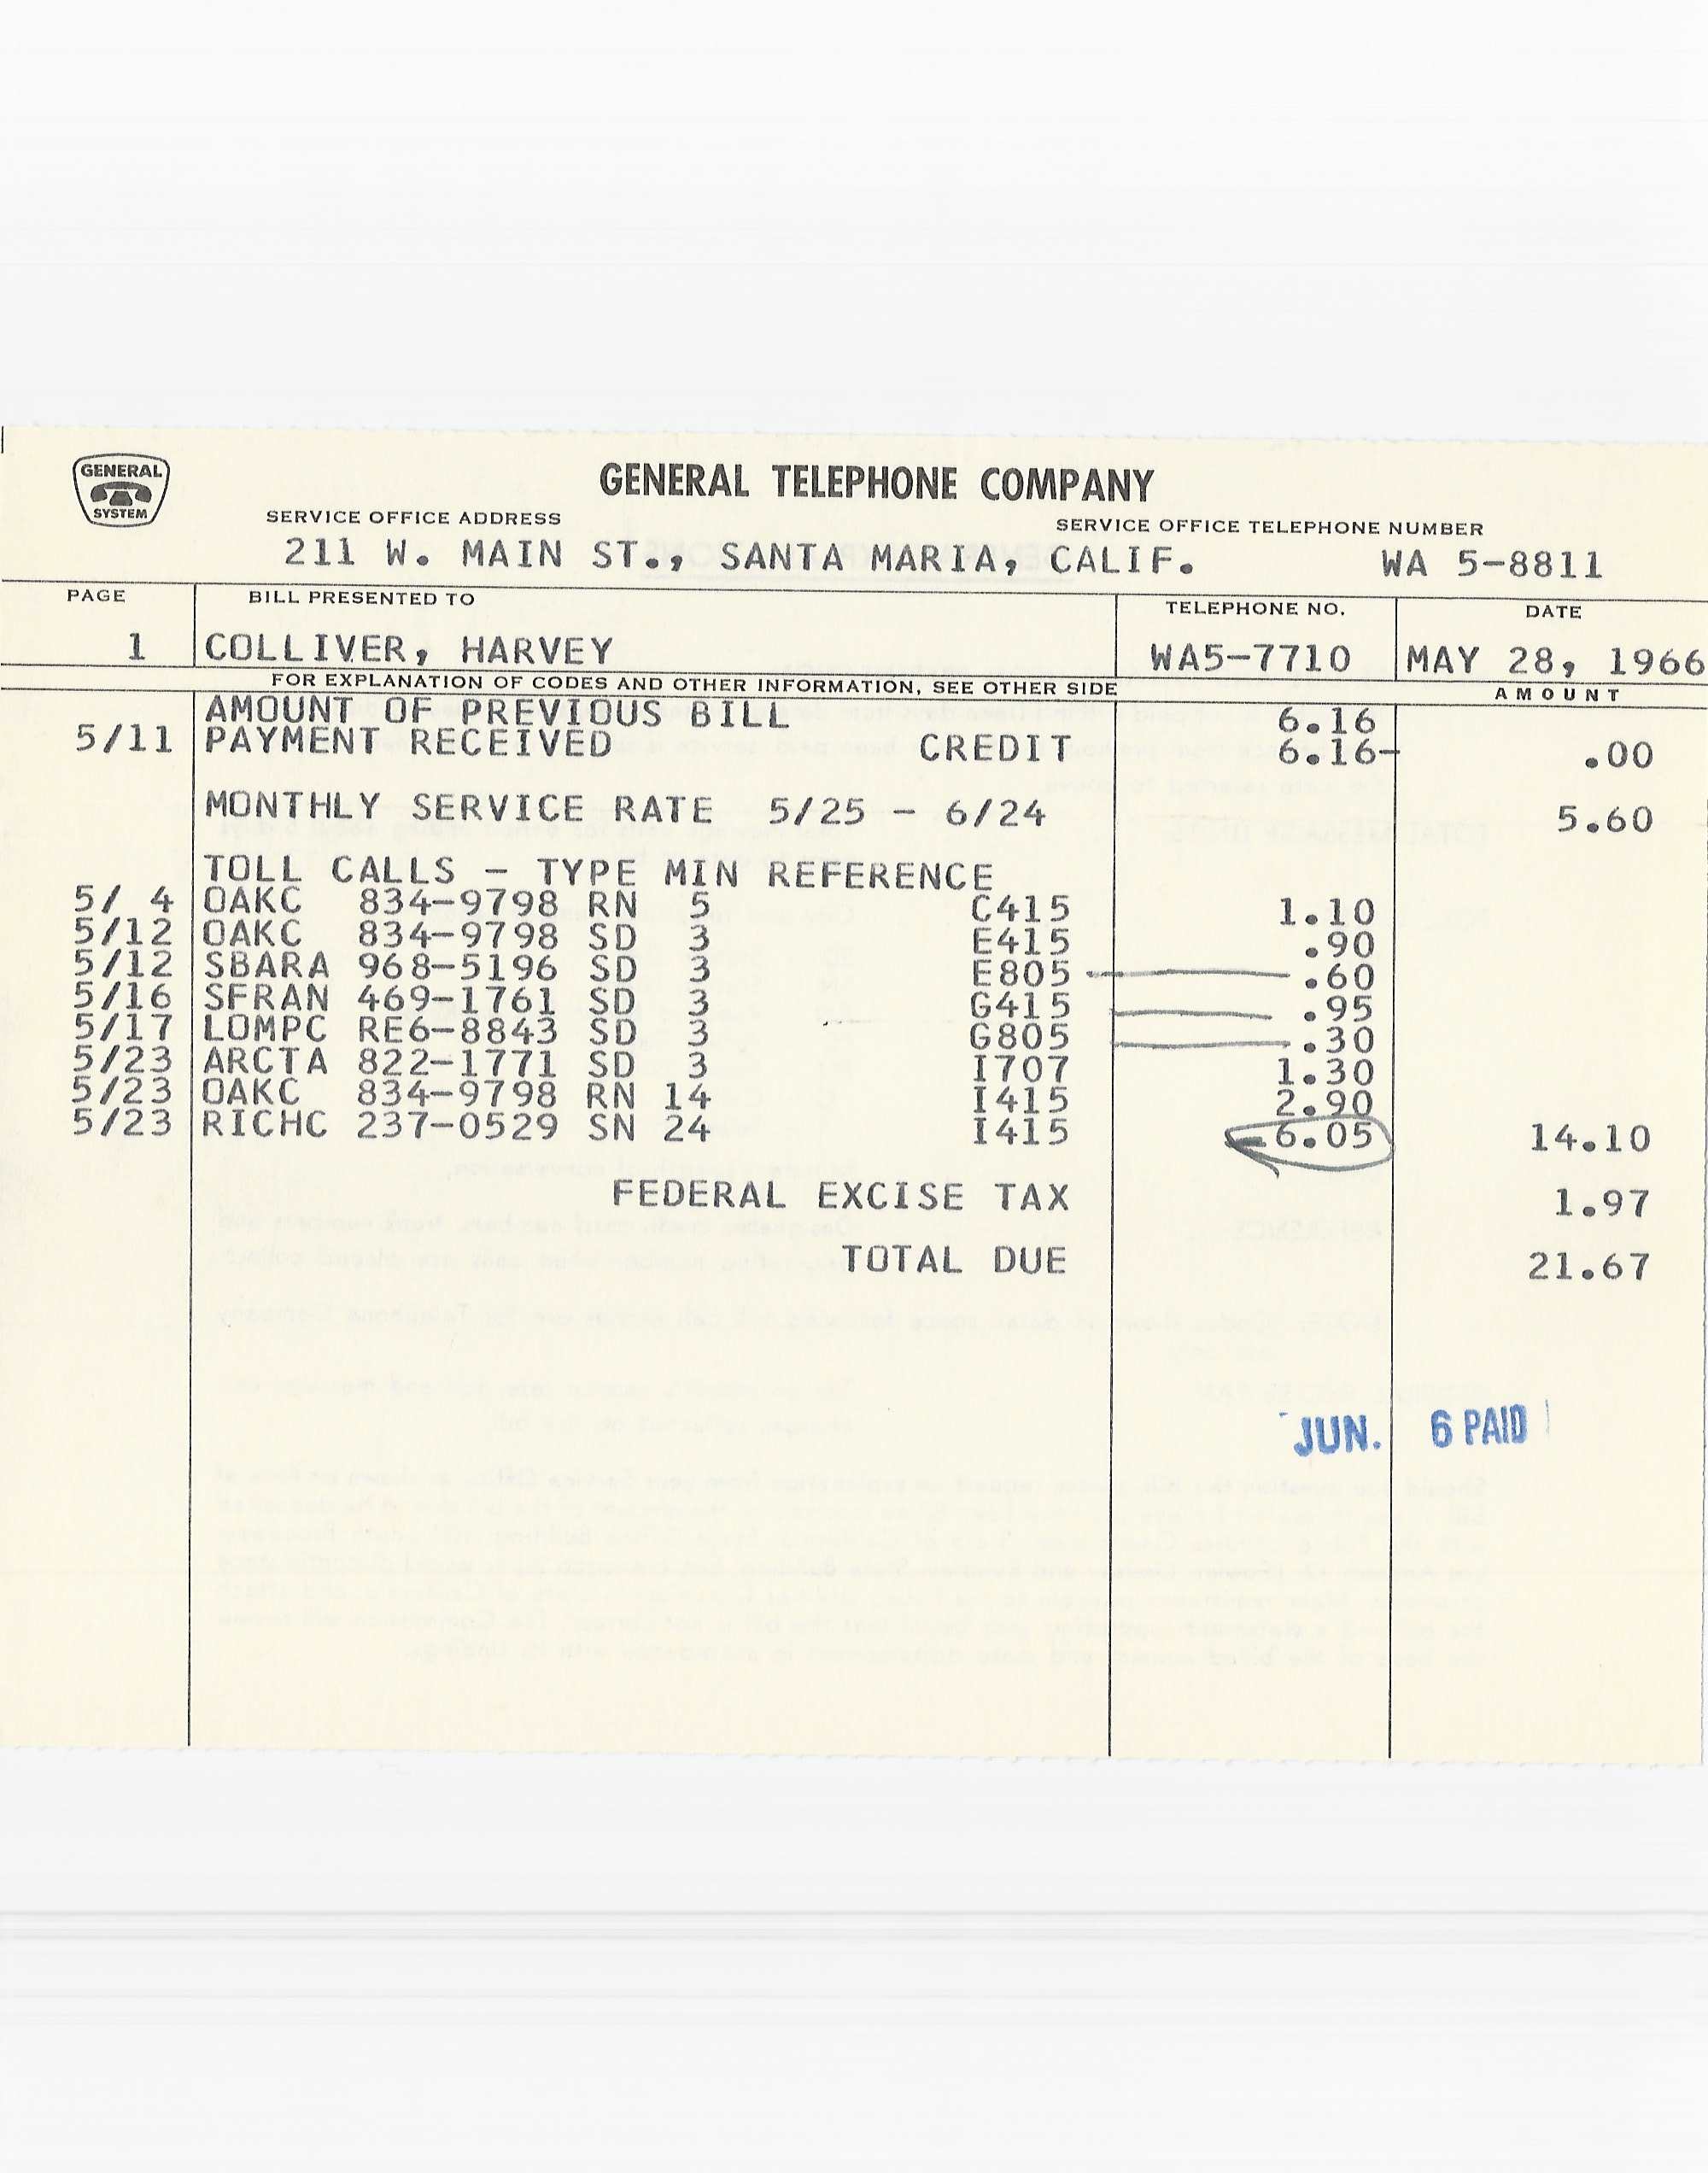 GENERAL
SYSTEM
GENERAL TELEPHONE COMPANY
SERVICE OFFICE ADDRESS SERVICE OFFICE TELEPHONE NUMBER
211 W. MAIN ST., SANTA MARIA, CALIF. WA 5-8811
PAGE BILL PRESENTED TO TELEPHONE NO. DATE
1 COLLIVER, HARVEY WA5-7710 MAY 28, 1966
FOR EXPLANATION OF CODES AND OTHER INFORMATION, SEE OTHER SIDE AMOUNT
AMOUNT OF PREVIOUS BILL 6.16
5/11 PAYMENT RECEIVED CREDIT 6.16- .00
MONTHLY SERVICE RATE 5/25 - 6/24 5.60
TOLL CALLS - TYPE MIN REFERENCE
5/ 4 OAKC 834-9798 RN 5 C415 1.10
5/12 OAKC 834-9798 SD 3 E415 .90
5/12 SBARA 968-5196 SD 3 E805 .60
5/16 SFRAN 469-1761 SD 3 G415 .95
5/17 LOMPC RE6-8843 SD 3 G805 .30
5/23 ARCTA 822-1771 SD 3 I707 1.30
5/23 OAKC 834-9798 RN 14 I415 2.90
5/23 RICHC 237-0529 SN 24 I415 6.05 14.10
FEDERAL EXCISE TAX 1.97
TOTAL DUE 21.67
JUN. 6 PAID